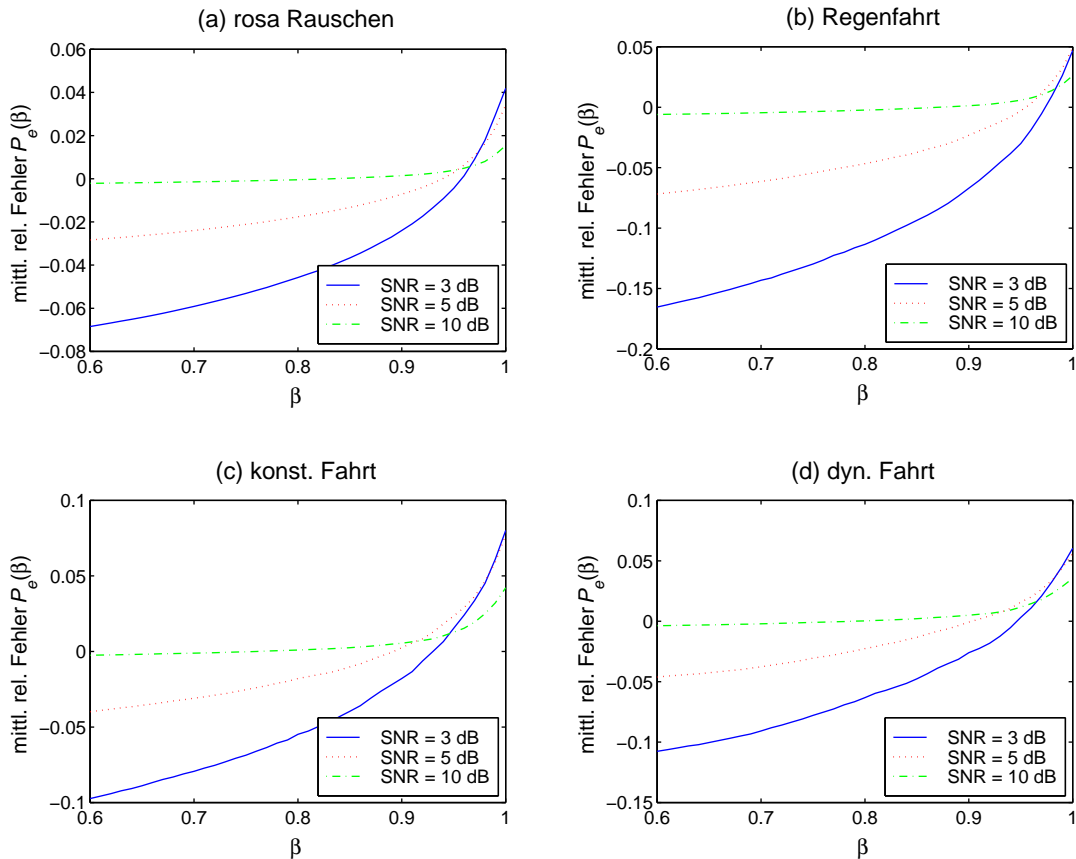 (a) rosa Rauschen
mittl. rel. Fehler P_e(β)
0.06
0.04
0.02
0
−0.02
−0.04
−0.06
−0.08
0.6 0.7 0.8 0.9 1
β
SNR = 3 dB
SNR = 5 dB
SNR = 10 dB
(b) Regenfahrt
mittl. rel. Fehler P_e(β)
0.05
0
−0.05
−0.1
−0.15
−0.2
0.6 0.7 0.8 0.9 1
β
SNR = 3 dB
SNR = 5 dB
SNR = 10 dB
(c) konst. Fahrt
mittl. rel. Fehler P_e(β)
0.1
0.05
0
−0.05
−0.1
0.6 0.7 0.8 0.9 1
β
SNR = 3 dB
SNR = 5 dB
SNR = 10 dB
(d) dyn. Fahrt
mittl. rel. Fehler P_e(β)
0.1
0.05
0
−0.05
−0.1
−0.15
0.6 0.7 0.8 0.9 1
β
SNR = 3 dB
SNR = 5 dB
SNR = 10 dB